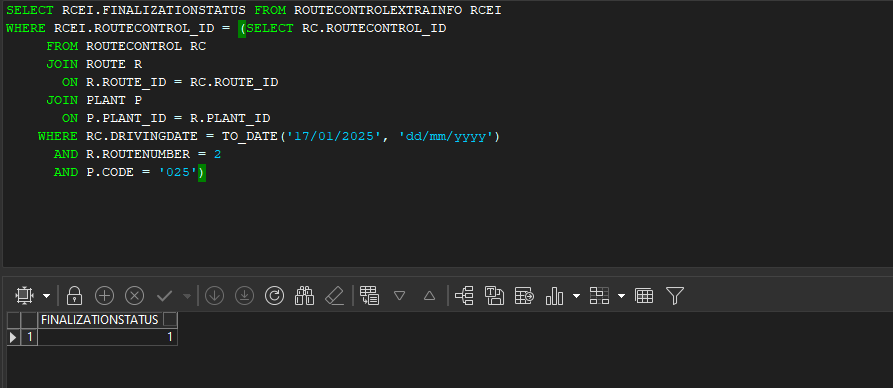 SELECT RCEI.FINALIZATIONSTATUS FROM ROUTECONTROLEXTRAINFO RCEI
WHERE RCEI.ROUTECONTROL_ID = (SELECT RC.ROUTECONTROL_ID
FROM ROUTECONTROL RC
JOIN ROUTE R
ON R.ROUTE_ID = RC.ROUTE_ID
JOIN PLANT P
ON P.PLANT_ID = R.PLANT_ID
WHERE RC.DRIVINGDATE = TO_DATE('17/01/2025', 'dd/mm/yyyy')
AND R.ROUTENUMBER = 2
AND P.CODE = '025')
FINALIZATIONSTATUS
1 1